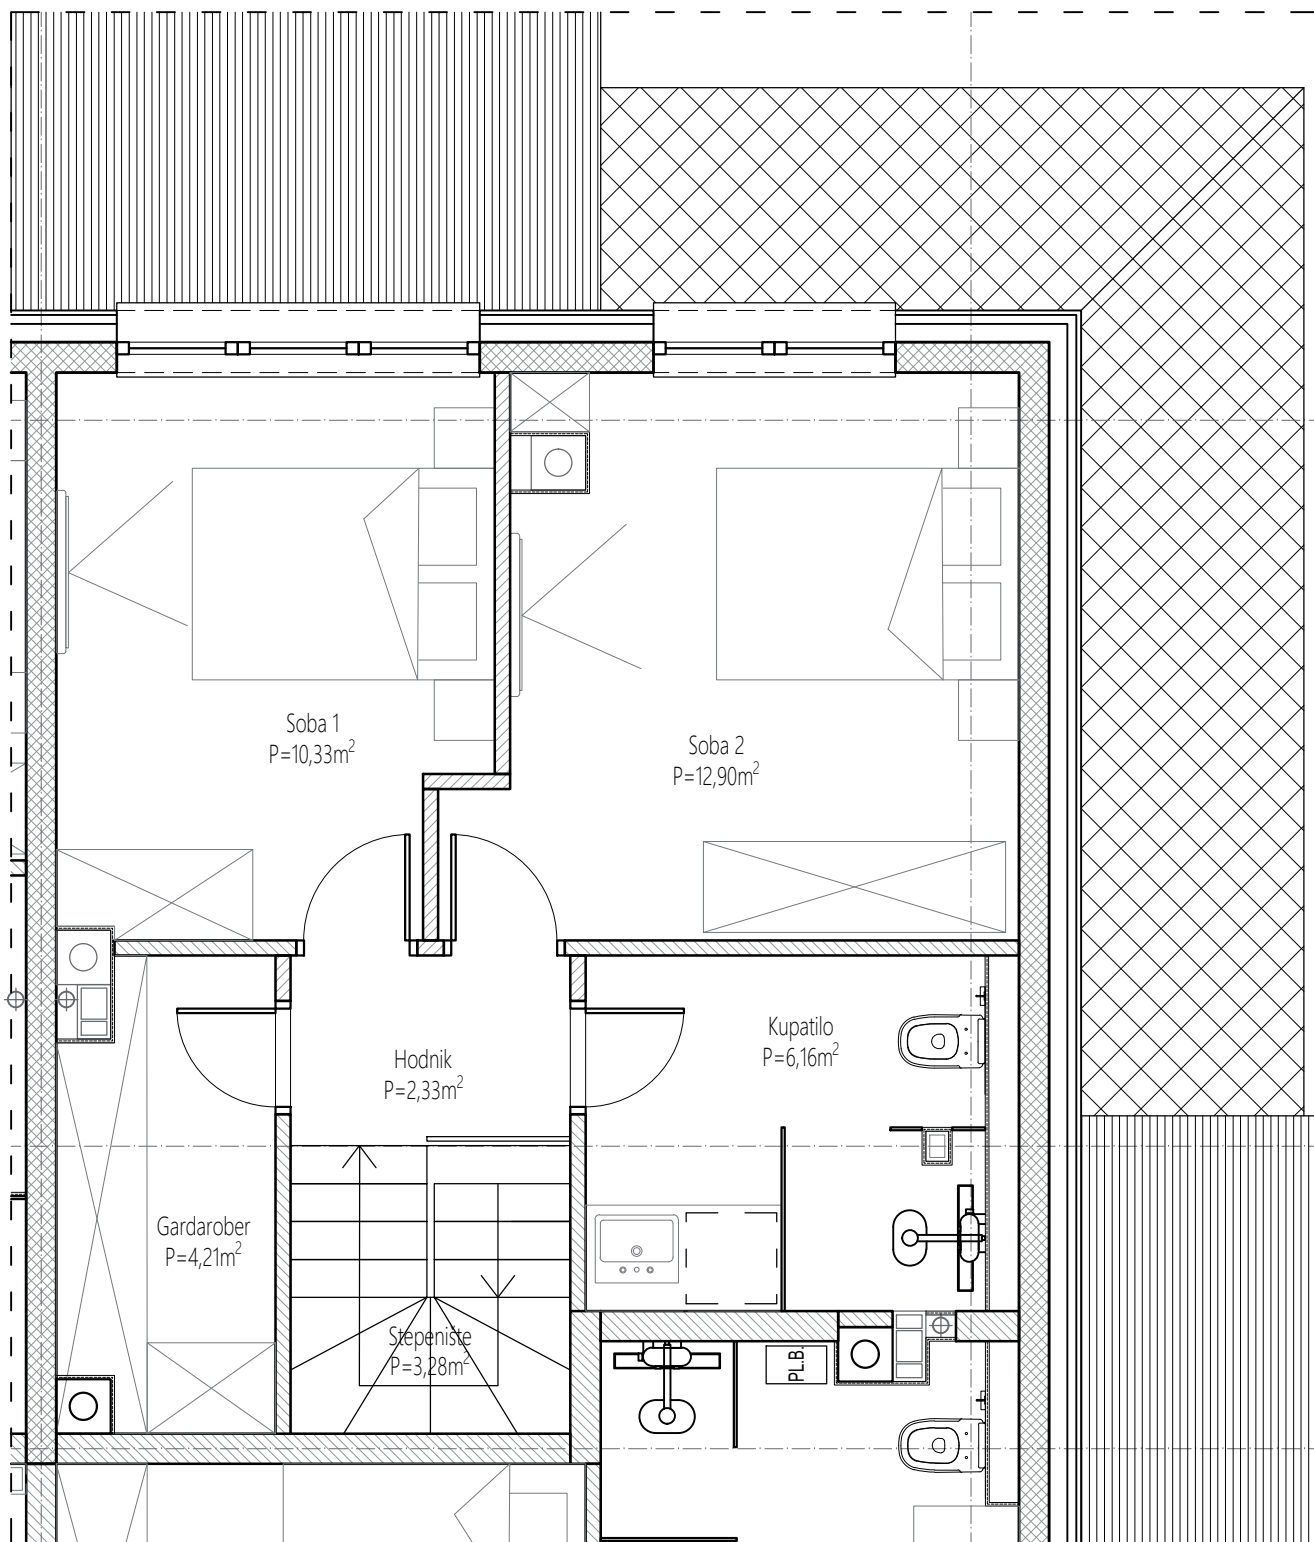 Soba 1
P=10,33m²
Soba 2
P=12,90m²
Hodnik
P=2,33m²
Kupatilo
P=6,16m²
Gardarober
P=4,21m²
Stepenište
P=3,28m²
PL.B.